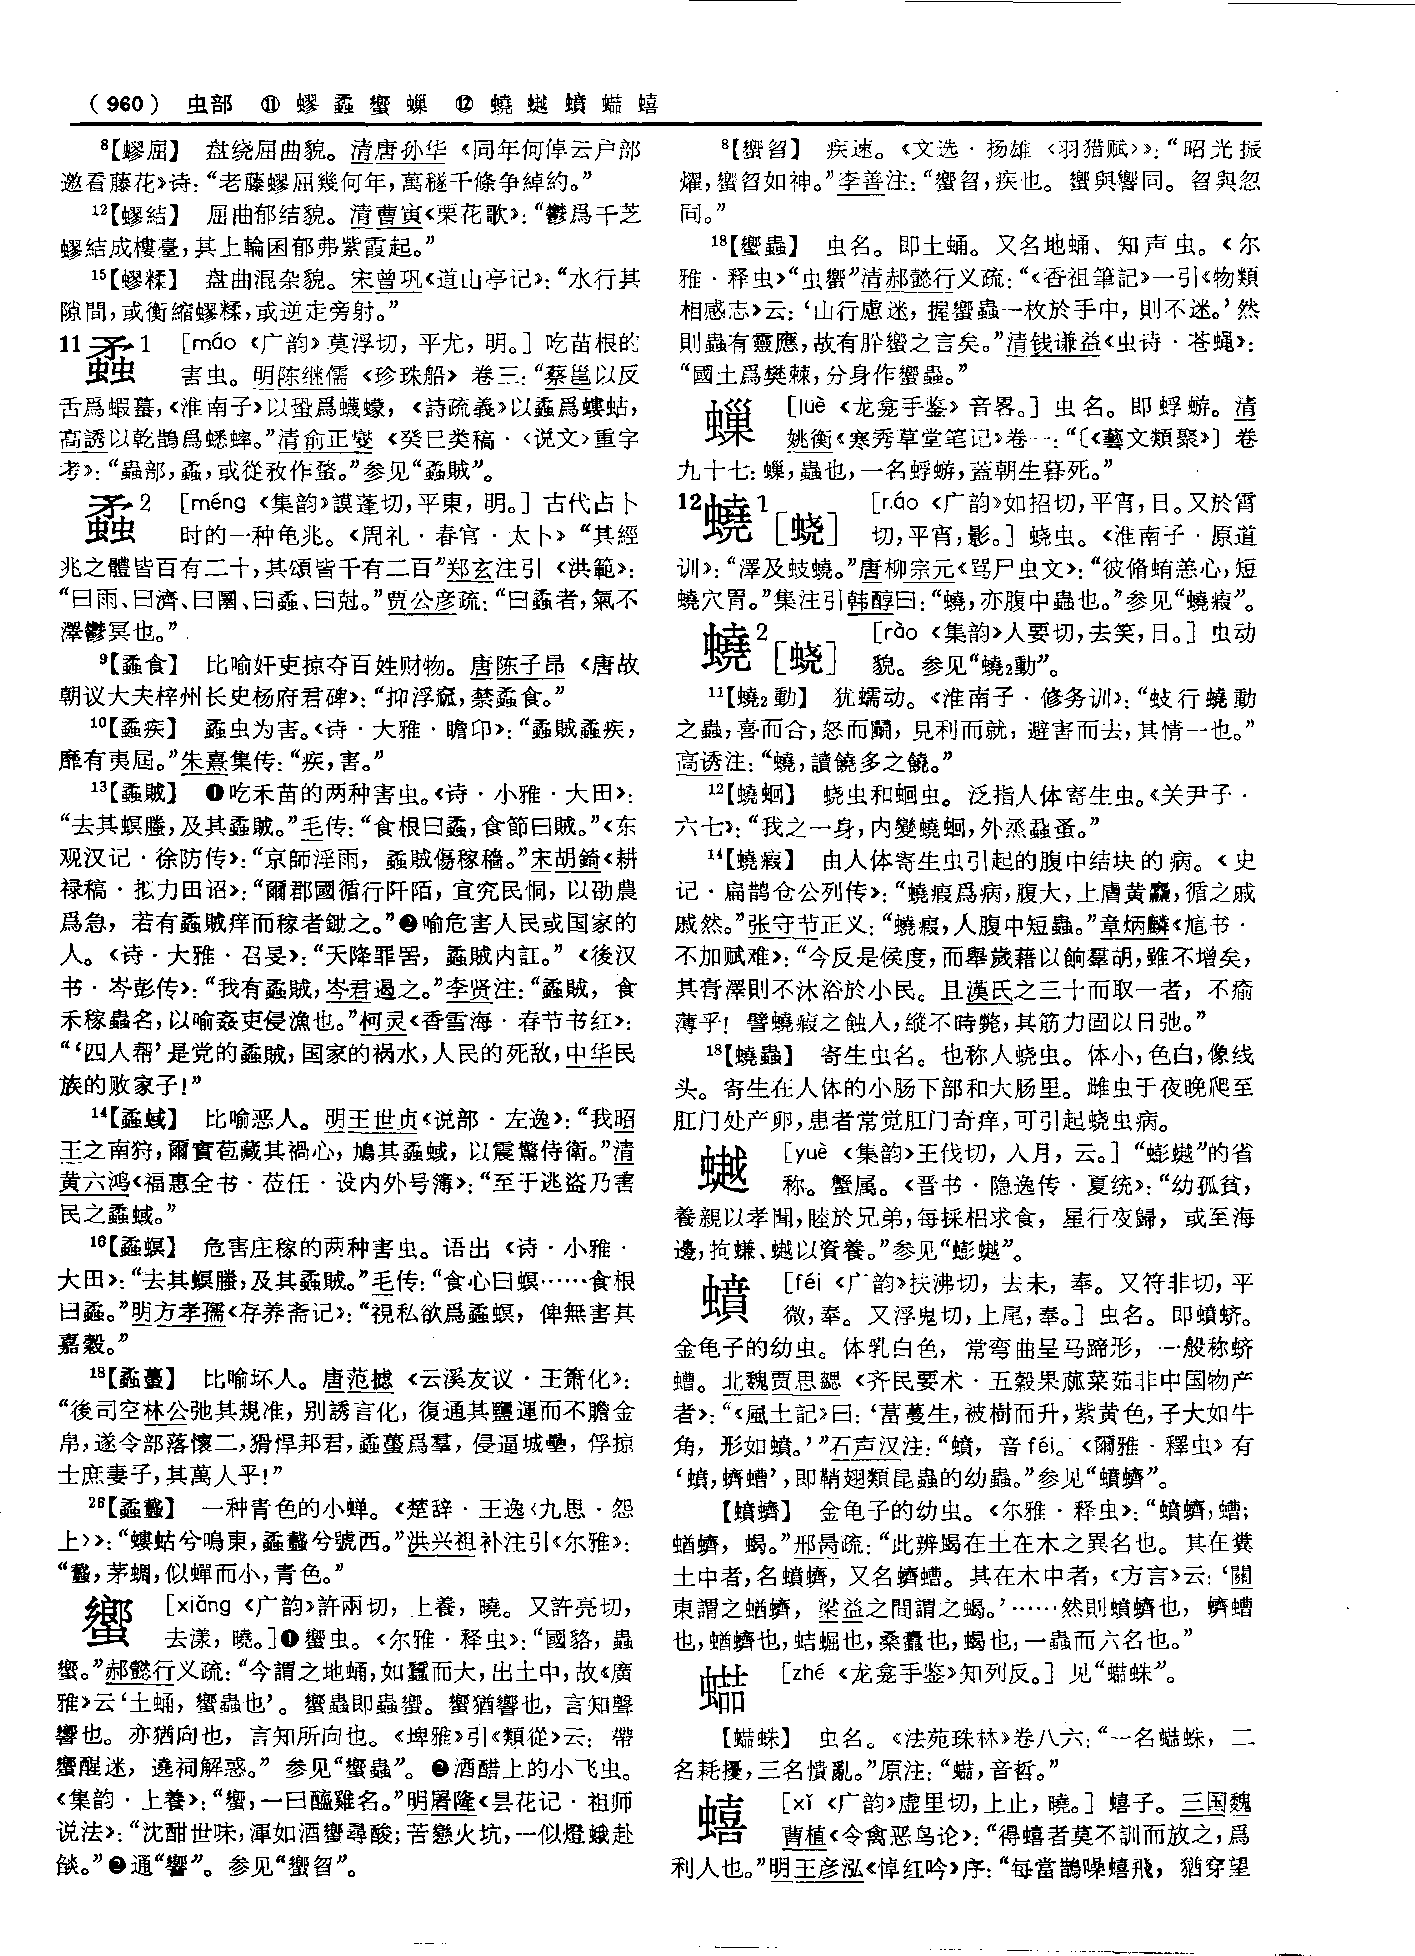 （960） 虫部 ⑪ 蟉 蟊 蠁 蟔 ⑫ 蟯 蟩 蟦 蟽 蟢
⁸【蟉屈】 盘绕屈曲貌。清唐孙华《同年何倬云户部
邀看藤花》诗：“老藤蟉屈幾何年，萬穟千條争綽約。”
¹²【蟉結】 屈曲郁结貌。清曹寅《栗花歌》：“鬱爲千芝
蟉結成樓臺，其上輪囷郁弗紫霞起。”
¹⁵【蟉糅】 盘曲混杂貌。宋曾巩《道山亭记》：“水行其
隙間，或衡縮蟉糅，或逆走旁射。”
11 蟊1 ［máo《广韵》莫浮切，平尤，明。］吃苗根的
害虫。明陈继儒《珍珠船》卷三：“蔡邕以反
舌爲蝦蟇，《淮南子》以蛩爲蠛蠓，《詩疏義》以蟊爲螻蛄，
高誘以乾鵲爲蟋蟀。”清俞正燮《癸巳类稿·〈说文〉重字
考》：“蟲部，蟊，或從敄作蝥。”参见“蟊賊”。
蟊2 ［méng《集韵》謨蓬切，平東，明。］古代占卜
时的一种龟兆。《周礼·春官·太卜》“其經
兆之體皆百有二十，其頌皆千有二百”郑玄注引《洪範》：
“曰雨、曰濟、曰圛、曰蟊、曰尅。”贾公彦疏：“曰蟊者，氣不
澤鬱冥也。”
⁹【蟊食】 比喻奸吏掠夺百姓财物。唐陈子昂《唐故
朝议大夫梓州长史杨府君碑》：“抑浮窳，禁蟊食。”
¹⁰【蟊疾】 蟊虫为害。《诗·大雅·瞻卬》：“蟊賊蟊疾，
靡有夷屆。”朱熹集传：“疾，害。”
¹³【蟊賊】 ❶吃禾苗的两种害虫。《诗·小雅·大田》：
“去其螟螣，及其蟊賊。”毛传：“食根曰蟊，食節曰賊。”《东
观汉记·徐防传》：“京師淫雨，蟊賊傷稼穡。”宋胡錡《耕
禄稿·拟力田诏》：“爾郡國循行阡陌，宜究民恫，以劭農
爲急，若有蟊賊痒而稼者鋤之。”❷喻危害人民或国家的
人。《诗·大雅·召旻》：“天降罪罟，蟊賊内訌。”《後汉
书·岑彭传》：“我有蟊賊，岑君遏之。”李贤注：“蟊賊，食
禾稼蟲名，以喻姦吏侵漁也。”柯灵《香雪海·春节书红》：
“‘四人帮’是党的蟊賊，国家的祸水，人民的死敌，中华民
族的败家子！”
¹⁴【蟊蜮】 比喻恶人。明王世贞《说部·左逸》：“我昭
王之南狩，爾實苞藏其禍心，鳩其蟊蜮，以震驚侍衛。”清
黄六鸿《福惠全书·莅任·设内外号簿》：“至于逃盜乃害
民之蟊蜮。”
¹⁶【蟊螟】 危害庄稼的两种害虫。语出《诗·小雅·
大田》：“去其螟螣，及其蟊賊。”毛传：“食心曰螟……食根
曰蟊。”明方孝孺《存养斋记》：“視私欲爲蟊螟，俾無害其
嘉穀。”
¹⁸【蟊蠆】 比喻坏人。唐范摅《云溪友议·王箫化》：
“後司空林公弛其規准，别誘言化，復通其鹽運而不贍金
帛；遂令部落懷二，猾悍邦君，蟊蠆爲羣，侵逼城壘，俘掠
士庶妻子，其萬人乎！”
²⁶【蟊蠽】 一种青色的小蝉。《楚辞·王逸〈九思·怨
上〉》：“螻蛄兮鳴東，蟊蠽兮號西。”洪兴祖补注引《尔雅》：
“蠽，茅蜩，似蟬而小，青色。”
蠁 ［xiǎng《广韵》許兩切，上養，曉。又許亮切，
去漾，曉。］❶蠁虫。《尔雅·释虫》：“國貉，蟲
蠁。”郝懿行义疏：“今謂之地蛹，如蠶而大，出土中，故《廣
雅》云‘土蛹，蠁蟲也’。蠁蟲即蟲蠁。蠁猶響也，言知聲
響也。亦猶向也，言知所向也。《埤雅》引《類從》云：帶
蠁醒迷，遶祠解惑。”参见“蠁蟲”。❷酒醋上的小飞虫。
《集韵·上養》：“蠁，一曰醯雞名。”明屠隆《昙花记·祖师
说法》：“沈酣世味，渾如酒蠁尋酸；苦戀火坑，一似燈蛾赴
燄。”❸通“響”。参见“蠁曶”。
⁸【蠁曶】 疾速。《文选·扬雄〈羽猎赋〉》：“昭光振
燿，蠁曶如神。”李善注：“蠁曶，疾也。蠁與響同。曶與忽
同。”
¹⁸【蠁蟲】 虫名。即土蛹。又名地蛹、知声虫。《尔
雅·释虫》“虫蠁”清郝懿行义疏：“《香祖筆記》一引《物類
相感志》云：‘山行慮迷，握蠁蟲一枚於手中，則不迷。’然
則蟲有靈應，故有肸蠁之言矣。”清钱谦益《虫诗·苍蝇》：
“國土爲樊棘，分身作蠁蟲。”
［luè《龙龛手鉴》音畧。］虫名。即蜉蝣。清
姚衡《寒秀草堂笔记》卷一：“〔《藝文類聚》〕卷
九十七：蟔，蟲也，一名蜉蝣，蓋朝生暮死。”
12 蟯1［蛲］ ［ráo《广韵》如招切，平宵，日。又於霄
切，平宵，影。］蛲虫。《淮南子·原道
训》：“澤及蚑蟯。”唐柳宗元《骂尸虫文》：“彼脩蛕恙心，短
蟯穴胃。”集注引韩醇曰：“蟯，亦腹中蟲也。”参见“蟯瘕”。
蟯2［蛲］ ［rào《集韵》人要切，去笑，日。］虫动
貌。参见“蟯₂動”。
¹¹【蟯₂動】 犹蠕动。《淮南子·修务训》：“蚑行蟯動
之蟲，喜而合，怒而鬭，見利而就，避害而去，其情一也。”
高诱注：“蟯，讀饒多之饒。”
¹²【蟯蛔】 蛲虫和蛔虫。泛指人体寄生虫。《关尹子·
六七》：“我之一身，内變蟯蛔，外烝蝨蚤。”
¹⁴【蟯瘕】 由人体寄生虫引起的腹中结块的病。《史
记·扁鹊仓公列传》：“蟯瘕爲病，腹大，上膚黄麤，循之戚
戚然。”张守节正义：“蟯瘕，人腹中短蟲。”章炳麟《訄书·
不加赋难》：“今反是侯度，而舉歲藉以餉羣胡，雖不增矣，
其膏澤則不沐浴於小民。且漢氏之三十而取一者，不瘉
薄乎！譬蟯瘕之蝕人，縱不時斃，其筋力固以日弛。”
¹⁸【蟯蟲】 寄生虫名。也称人蛲虫。体小，色白，像线
头。寄生在人体的小肠下部和大肠里。雌虫于夜晚爬至
肛门处产卵，患者常觉肛门奇痒，可引起蛲虫病。
［yuè《集韵》王伐切，入月，云。］“蟛𧑅”的省
称。蟹属。《晋书·隐逸传·夏统》：“幼孤貧，
養親以孝聞，睦於兄弟，每採梠求食，星行夜歸，或至海
邊，拘蠊、𧑅以資養。”参见“蟛𧑅”。
蟦 ［féi《广韵》扶沸切，去未，奉。又符非切，平
微，奉。又浮鬼切，上尾，奉。］虫名。即蟦蛴。
金龟子的幼虫。体乳白色，常弯曲呈马蹄形，一般称蛴
螬。北魏贾思勰《齐民要术·五穀果蓏菜茹非中国物产
者》：“《風土記》曰：‘蒚蔓生，被樹而升，紫黄色，子大如牛
角，形如蟦。’”石声汉注：“蟦，音féi。《爾雅·釋虫》有
‘蟦，蠐螬’，即鞘翅類昆蟲的幼蟲。”参见“蟦蠐”。
【蟦蠐】 金龟子的幼虫。《尔雅·释虫》：“蟦蠐，螬；
蝤蠐，蝎。”邢昺疏：“此辨蝎在土在木之異名也。其在糞
土中者，名蟦蠐，又名蠐螬。其在木中者，《方言》云：‘關
東謂之蝤蠐，梁益之間謂之蝎。’……然則蟦蠐也，蠐螬
也，蝤蠐也，蛣𧌑也，桑蠹也，蝎也，一蟲而六名也。”
［zhé《龙龛手鉴》知列反。］见“蟽蛛”。
【蟽蛛】 虫名。《法苑珠林》卷八六：“一名蟽蛛，二
名耗擾，三名憒亂。”原注：“蟽，音哲。”
蟢 ［xǐ《广韵》虚里切，上止，曉。］蟢子。三国魏
曹植《令禽恶鸟论》：“得蟢者莫不訓而放之，爲
利人也。”明王彦泓《悼红吟》序：“每當鵲噪蟢飛，猶穿望